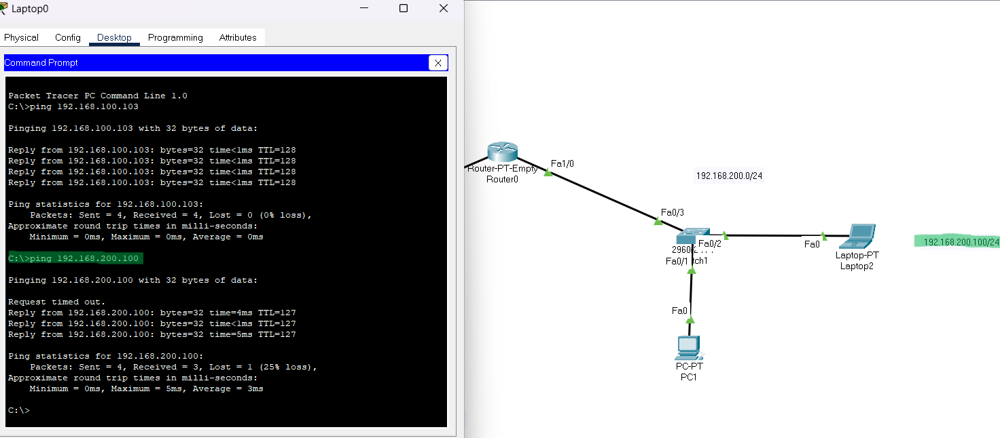 Laptop0
Physical Config Desktop Programming Attributes
Command Prompt
X
Packet Tracer PC Command Line 1.0
C:\>ping 192.168.100.103
Pinging 192.168.100.103 with 32 bytes of data:
Reply from 192.168.100.103: bytes=32 time<1ms TTL=128
Reply from 192.168.100.103: bytes=32 time<1ms TTL=128
Reply from 192.168.100.103: bytes=32 time<1ms TTL=128
Reply from 192.168.100.103: bytes=32 time<1ms TTL=128
Ping statistics for 192.168.100.103:
Packets: Sent = 4, Received = 4, Lost = 0 (0% loss),
Approximate round trip times in milli-seconds:
Minimum = 0ms, Maximum = 0ms, Average = 0ms
C:\>ping 192.168.200.100
Pinging 192.168.200.100 with 32 bytes of data:
Request timed out.
Reply from 192.168.200.100: bytes=32 time=4ms TTL=127
Reply from 192.168.200.100: bytes=32 time<1ms TTL=127
Reply from 192.168.200.100: bytes=32 time=5ms TTL=127
Ping statistics for 192.168.200.100:
Packets: Sent = 4, Received = 3, Lost = 1 (25% loss),
Approximate round trip times in milli-seconds:
Minimum = 0ms, Maximum = 5ms, Average = 3ms
C:\>
Fa1/0
Router-PT-Empty
Router0
192.168.200.0/24
Fa0/3
Fa0/2
2960-2
Fa0/1 tch1
Fa0
Laptop-PT
Laptop2
192.168.200.100/24
Fa0
PC-PT
PC1